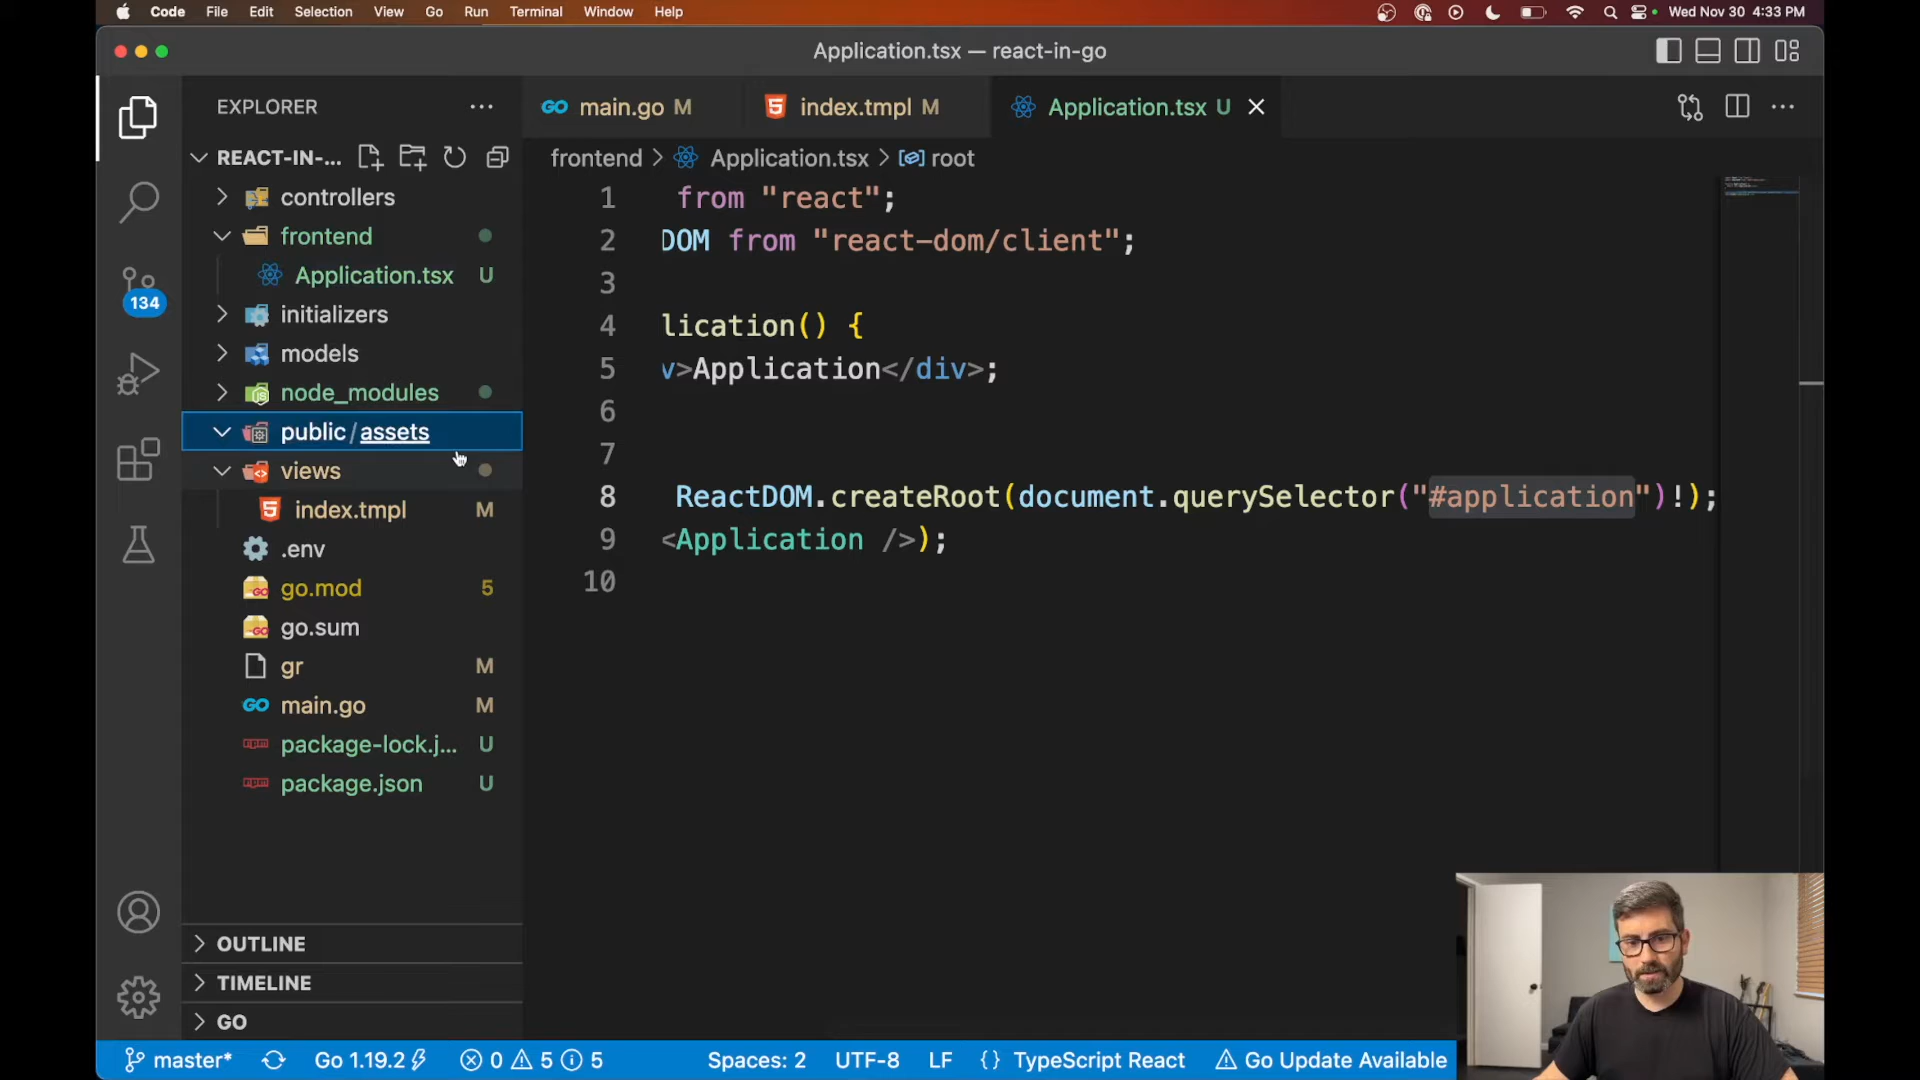 Code File Edit Selection View Go Run Terminal Window Help Wed Nov 30 4:33 PM
Application.tsx — react-in-go
EXPLORER
main.go M
index.tmpl M
Application.tsx U
REACT-IN-...
frontend > Application.tsx > root
controllers
frontend
Application.tsx U
initializers
models
node_modules
public / assets
views
index.tmpl M
.env
go.mod 5
go.sum
gr M
main.go M
package-lock.j... U
package.json U
OUTLINE
TIMELINE
GO
134
1 from "react";
2 DOM from "react-dom/client";
3
4 lication() {
5 v>Application</div>;
6
7
8 ReactDOM.createRoot(document.querySelector("#application")!);
9 <Application />);
10
master* Go 1.19.2 0 5 5 Spaces: 2 UTF-8 LF {} TypeScript React Go Update Available